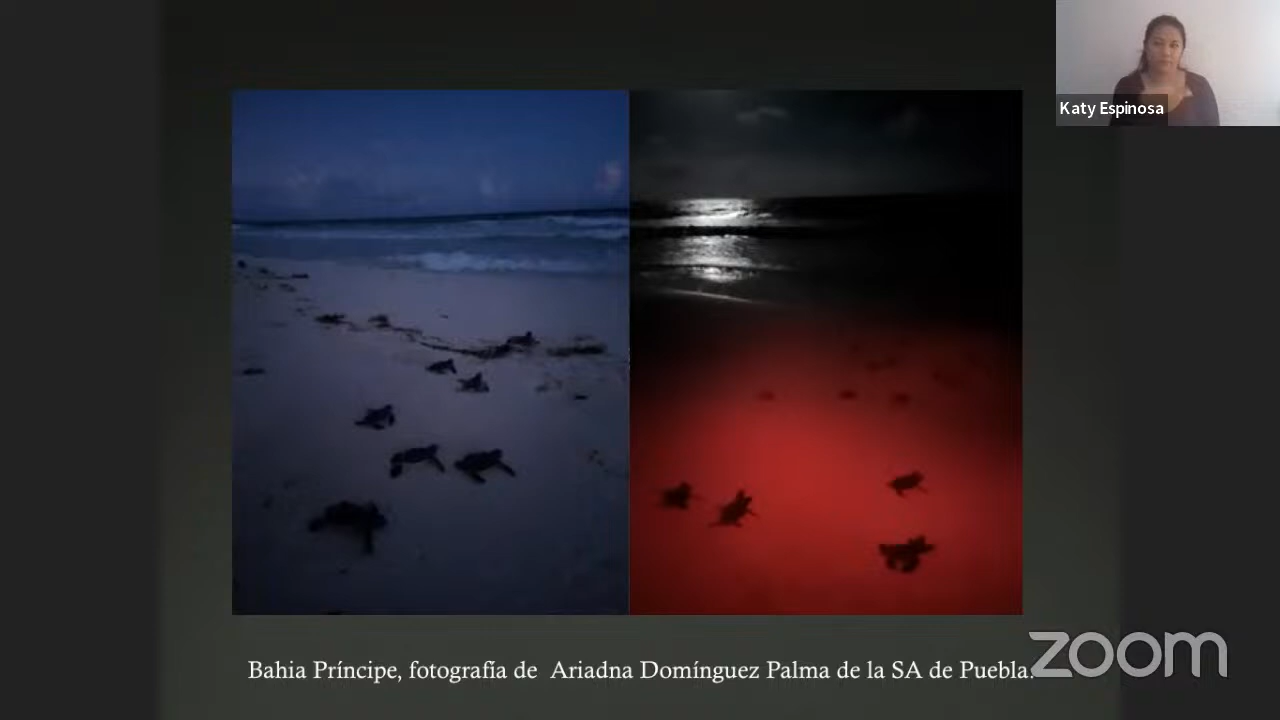 Katy Espinosa
Bahia Príncipe, fotografía de Ariadna Domínguez Palma de la SA de Puebla.
zoom